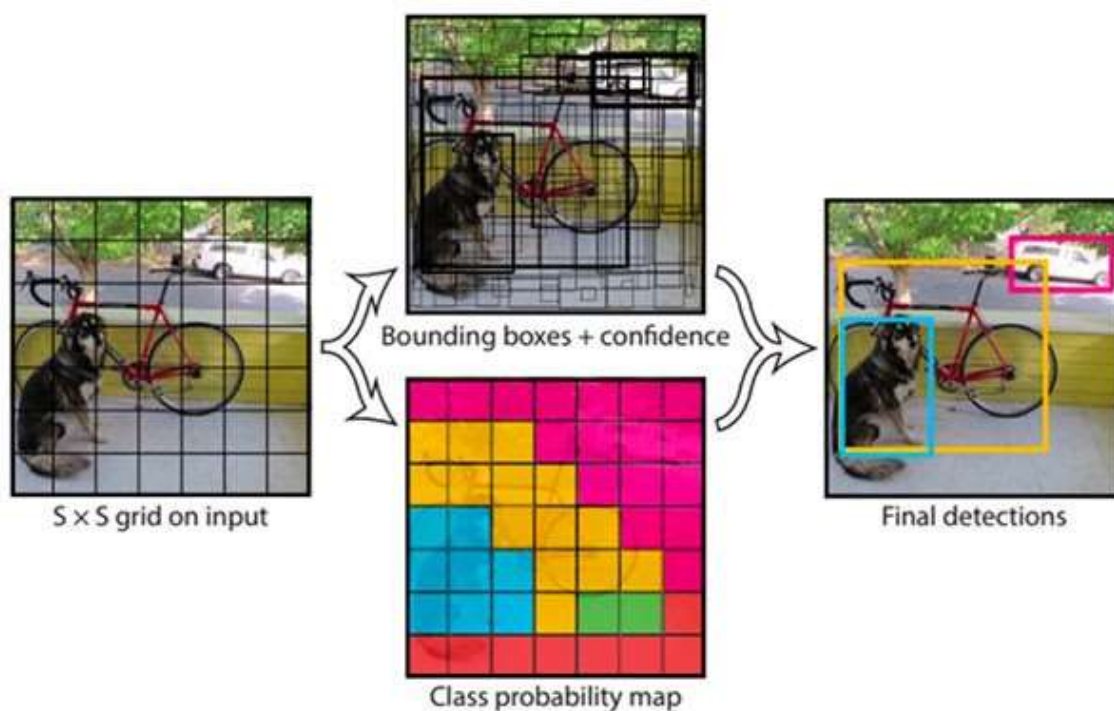 Bounding boxes + confidence
S × S grid on input
Final detections
Class probability map